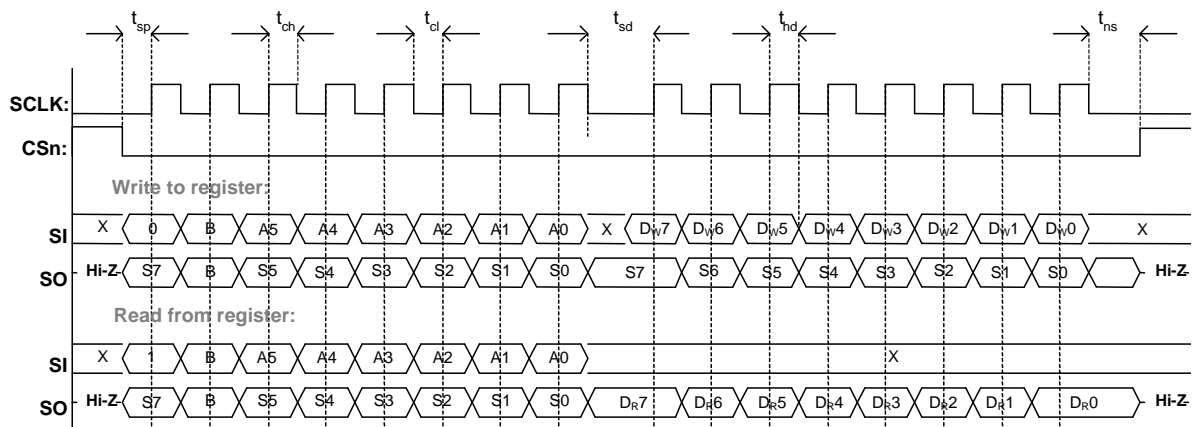 tsp tch tcl tsd thd tns
SCLK:
CSn:
Write to register:
SI X 0 B A5 A4 A3 A2 A1 A0 X DW7 DW6 DW5 DW4 DW3 DW2 DW1 DW0 X
SO Hi-Z S7 B S5 S4 S3 S2 S1 S0 S7 S6 S5 S4 S3 S2 S1 S0 Hi-Z
Read from register:
SI X 1 B A5 A4 A3 A2 A1 A0 X
SO Hi-Z S7 B S5 S4 S3 S2 S1 S0 DR7 DR6 DR5 DR4 DR3 DR2 DR1 DR0 Hi-Z